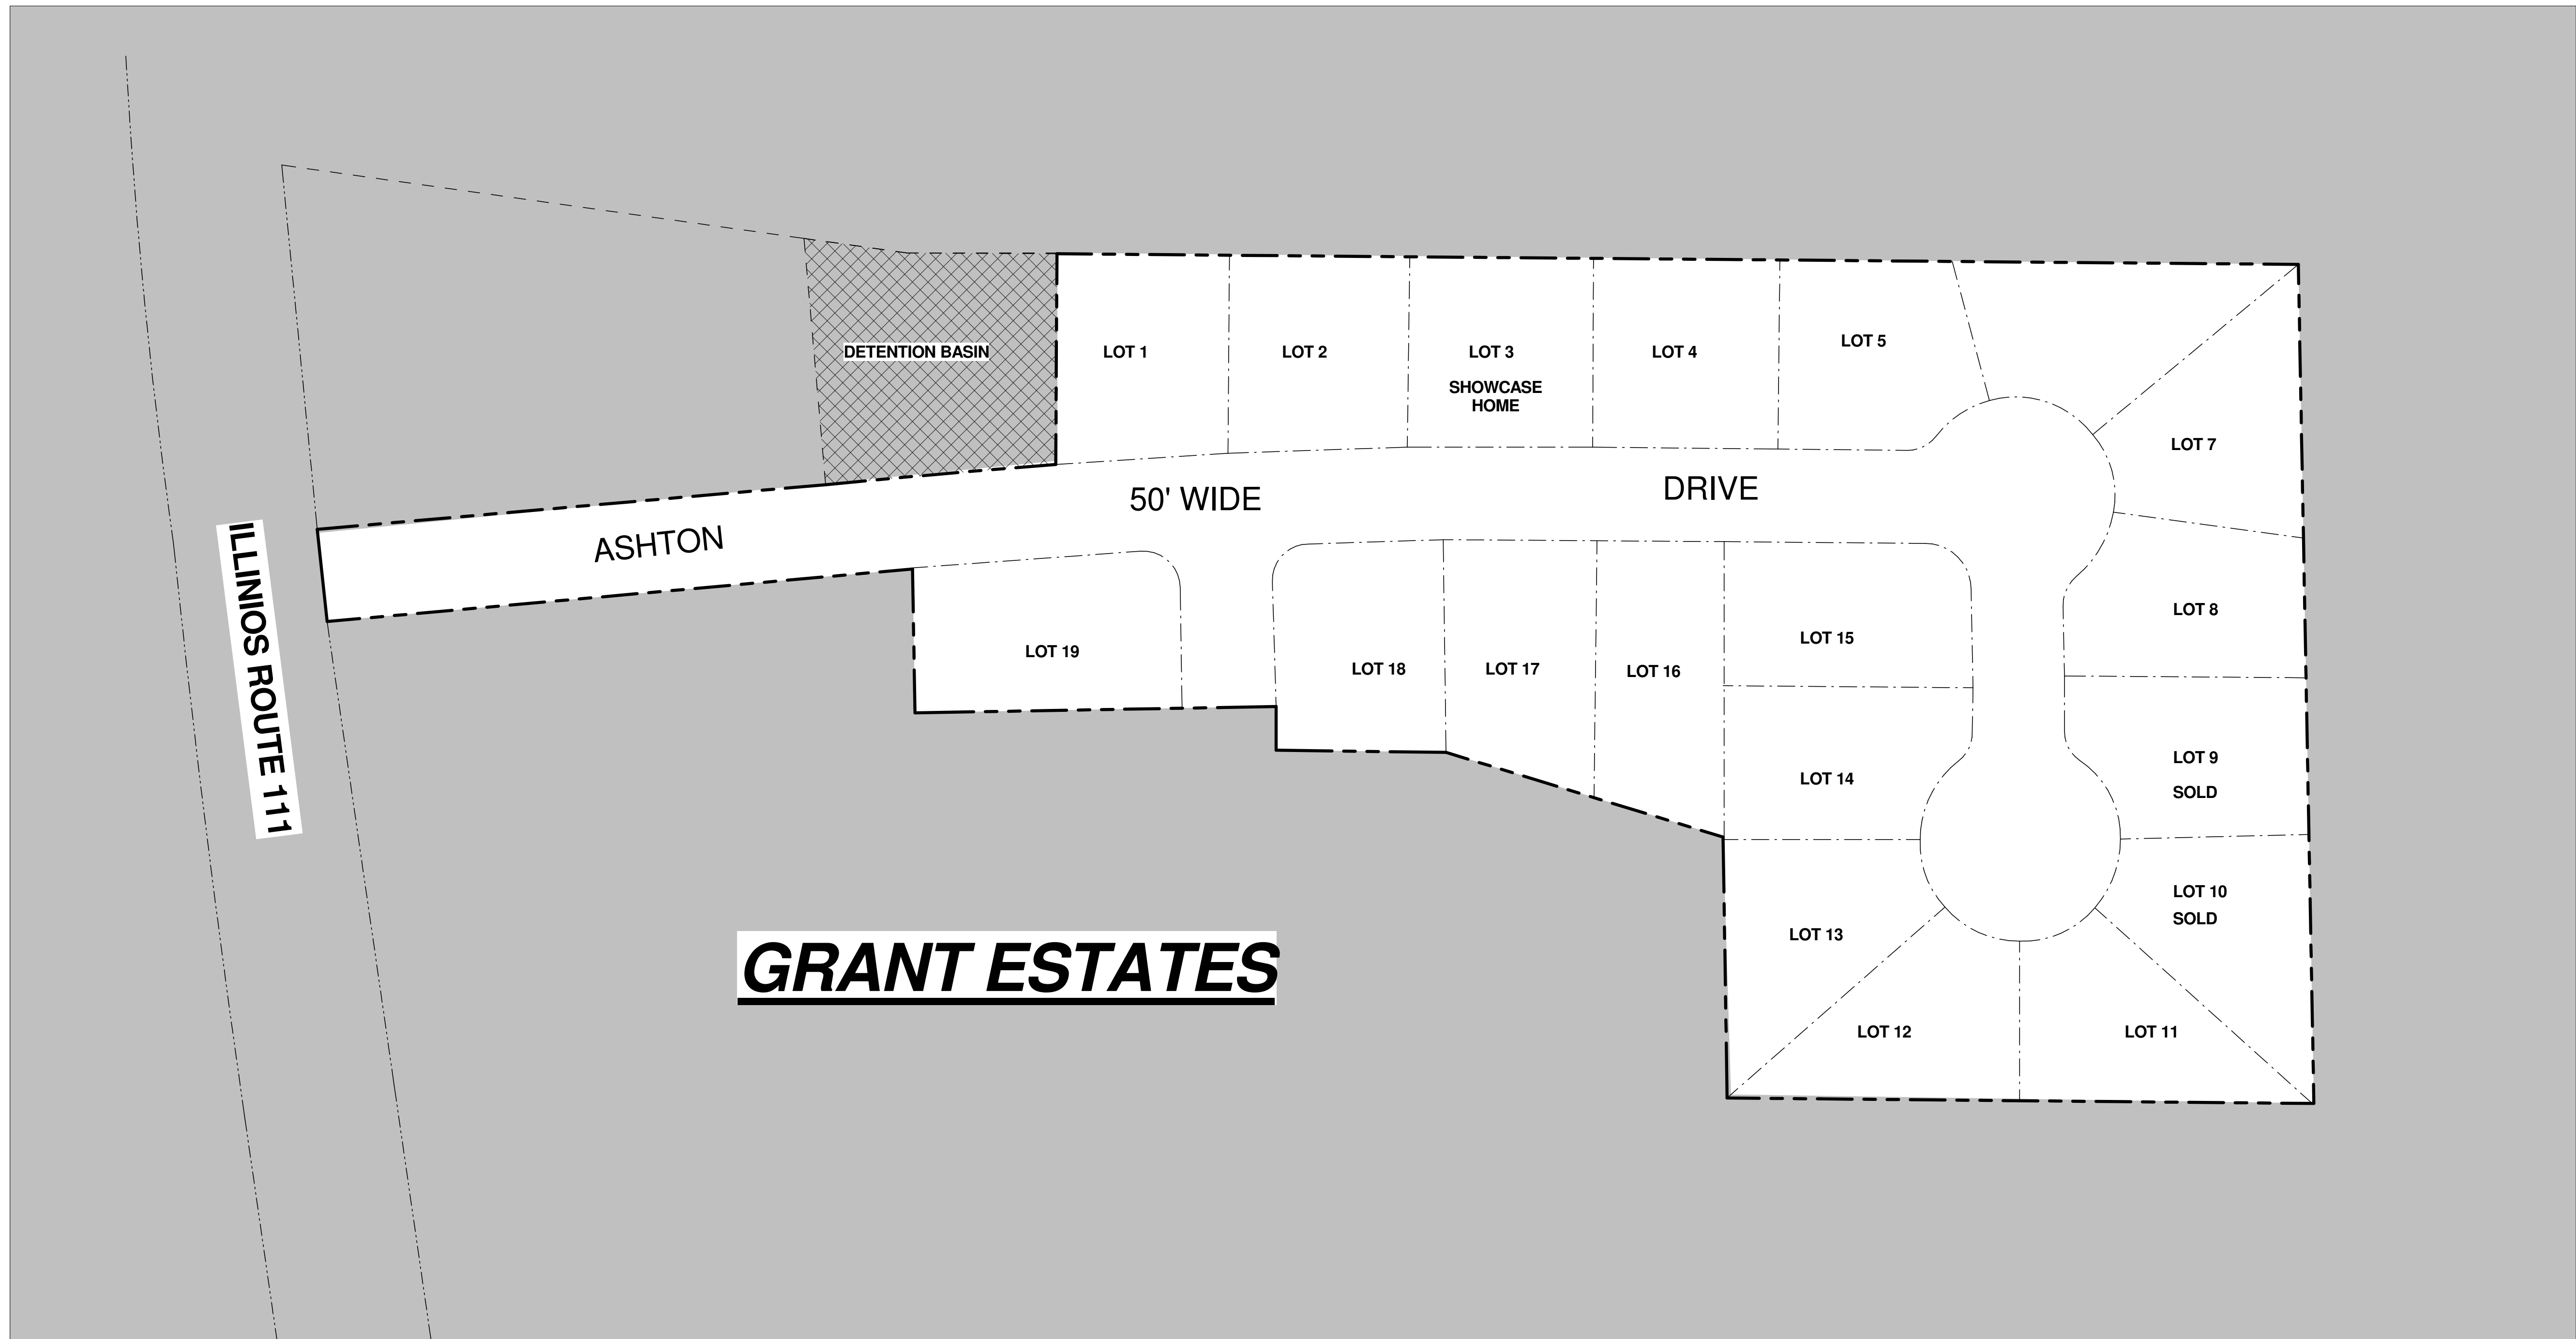 DETENTION BASIN
LOT 1
LOT 2
LOT 3
SHOWCASE
HOME
LOT 4
LOT 5
LOT 7
ASHTON
50' WIDE
DRIVE
ILLINIOS ROUTE 111
LOT 19
LOT 18
LOT 17
LOT 16
LOT 15
LOT 8
LOT 14
LOT 9
SOLD
LOT 10
SOLD
LOT 13
LOT 12
LOT 11
GRANT ESTATES